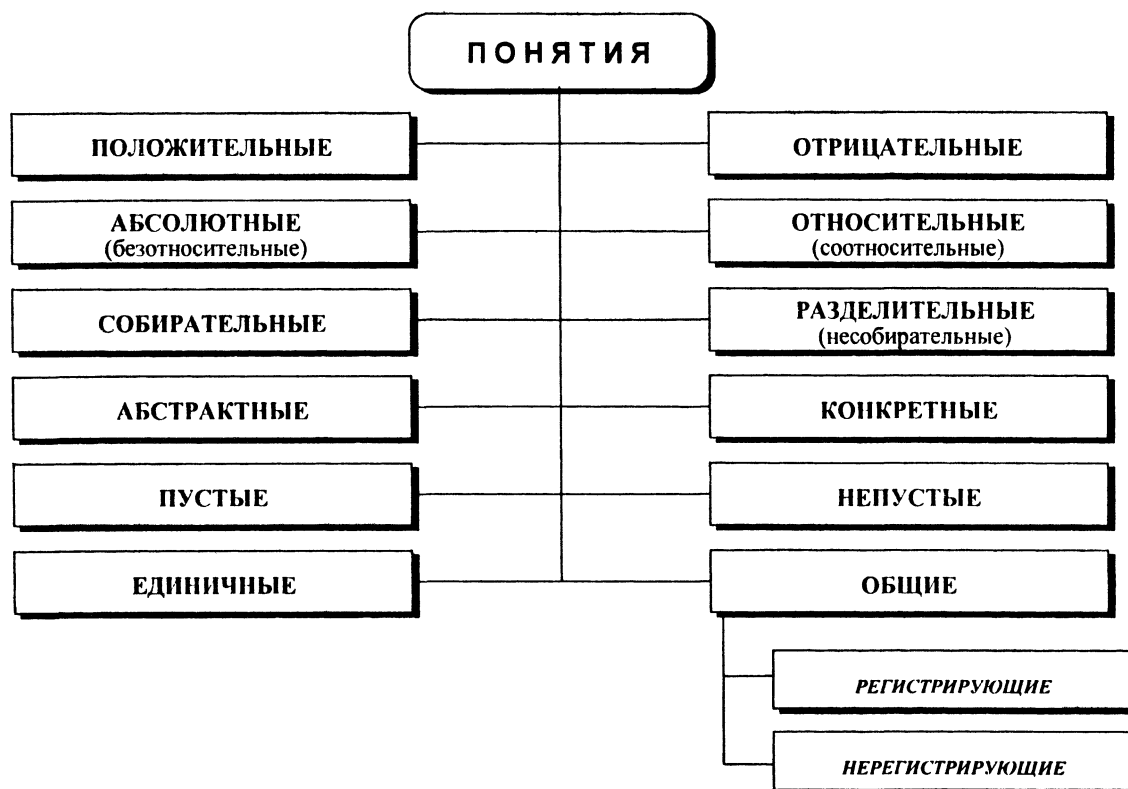 ПОНЯТИЯ
ПОЛОЖИТЕЛЬНЫЕ
ОТРИЦАТЕЛЬНЫЕ
АБСОЛЮТНЫЕ
(безотносительные)
ОТНОСИТЕЛЬНЫЕ
(соотносительные)
СОБИРАТЕЛЬНЫЕ
РАЗДЕЛИТЕЛЬНЫЕ
(несобирательные)
АБСТРАКТНЫЕ
КОНКРЕТНЫЕ
ПУСТЫЕ
НЕПУСТЫЕ
ЕДИНИЧНЫЕ
ОБЩИЕ
РЕГИСТРИРУЮЩИЕ
НЕРЕГИСТРИРУЮЩИЕ